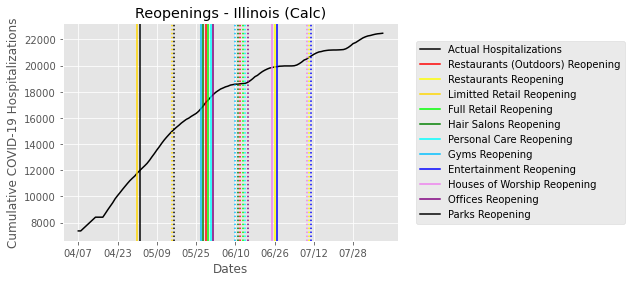 Reopenings - Illinois (Calc)
Cumulative COVID-19 Hospitalizations
22000
20000
18000
16000
14000
12000
10000
8000
04/07 04/23 05/09 05/25 06/10 06/26 07/12 07/28
Dates
Actual Hospitalizations
Restaurants (Outdoors) Reopening
Restaurants Reopening
Limitted Retail Reopening
Full Retail Reopening
Hair Salons Reopening
Personal Care Reopening
Gyms Reopening
Entertainment Reopening
Houses of Worship Reopening
Offices Reopening
Parks Reopening